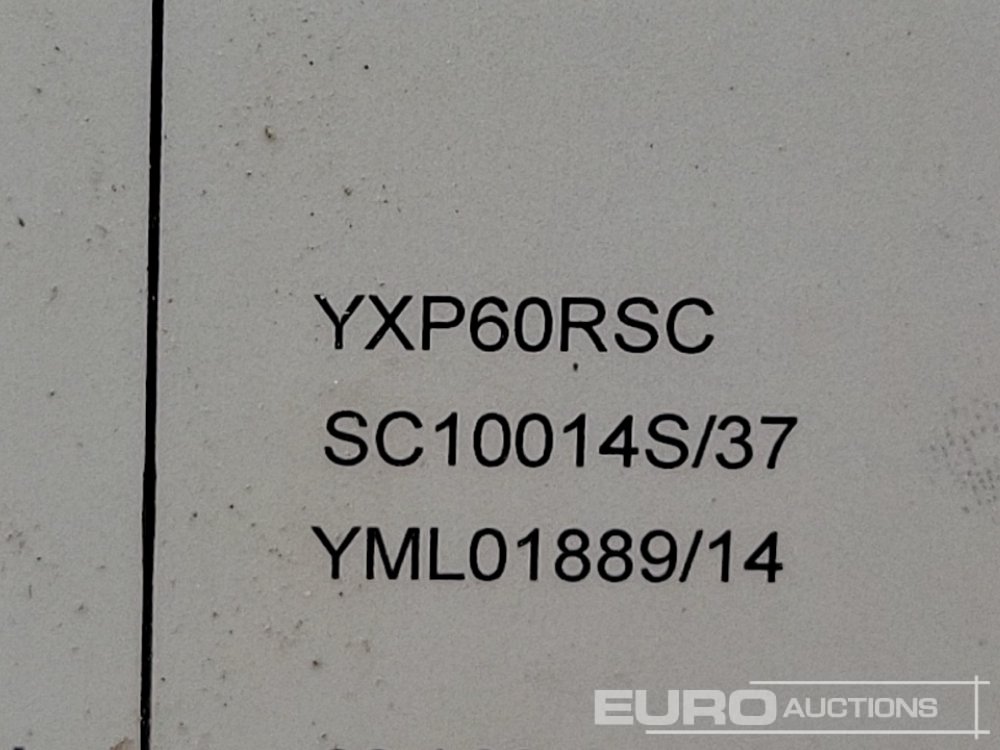 YXP60RSC
SC10014S/37
YML01889/14
EURO AUCTIONS